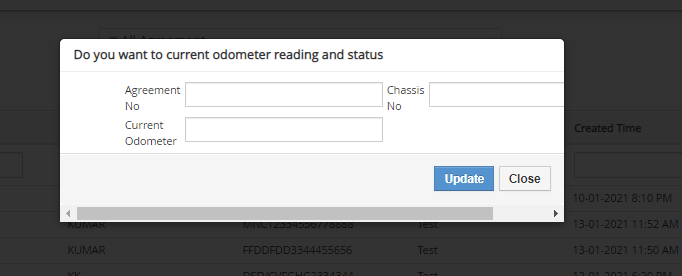 All Agreement
Do you want to current odometer reading and status
Agreement No
Chassis No
Current Odometer
Created Time
Update
Close
10-01-2021 8:10 PM
KUMAR Test 13-01-2021 11:52 AM
KUMAR FFDDFDD3344455656 Test 13-01-2021 11:50 AM